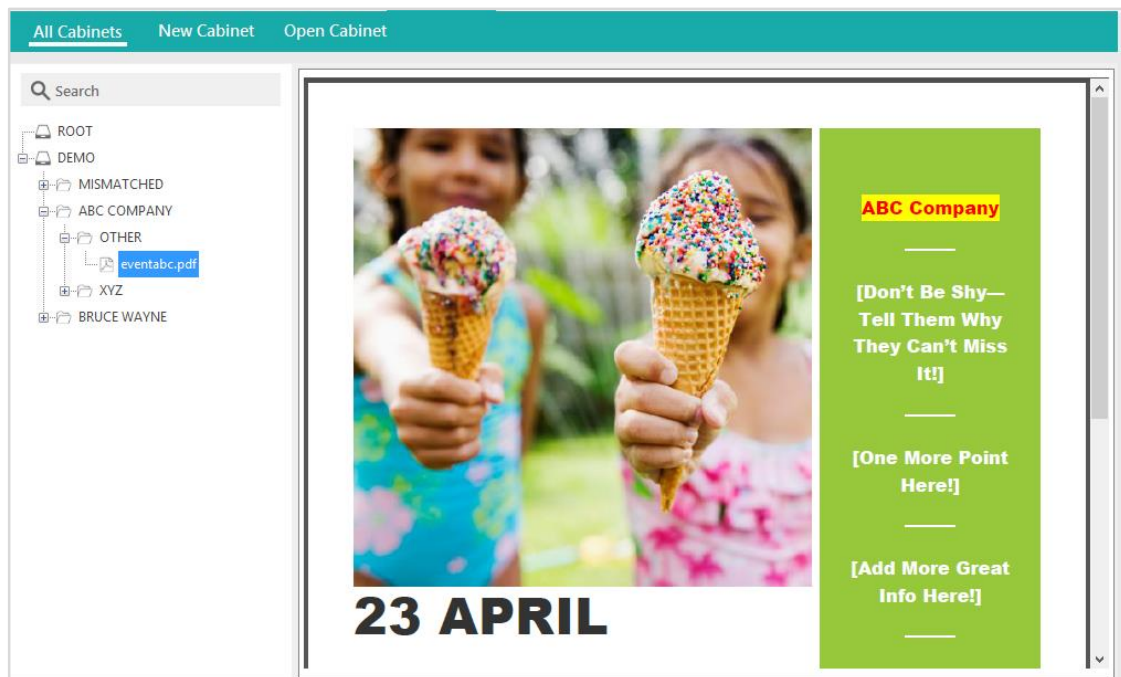 All Cabinets New Cabinet Open Cabinet
Search
ROOT
DEMO
MISMATCHED
ABC COMPANY
OTHER
eventabc.pdf
XYZ
BRUCE WAYNE
ABC Company
[Don’t Be Shy—
Tell Them Why
They Can’t Miss
It!]
[One More Point
Here!]
[Add More Great
Info Here!]
23 APRIL